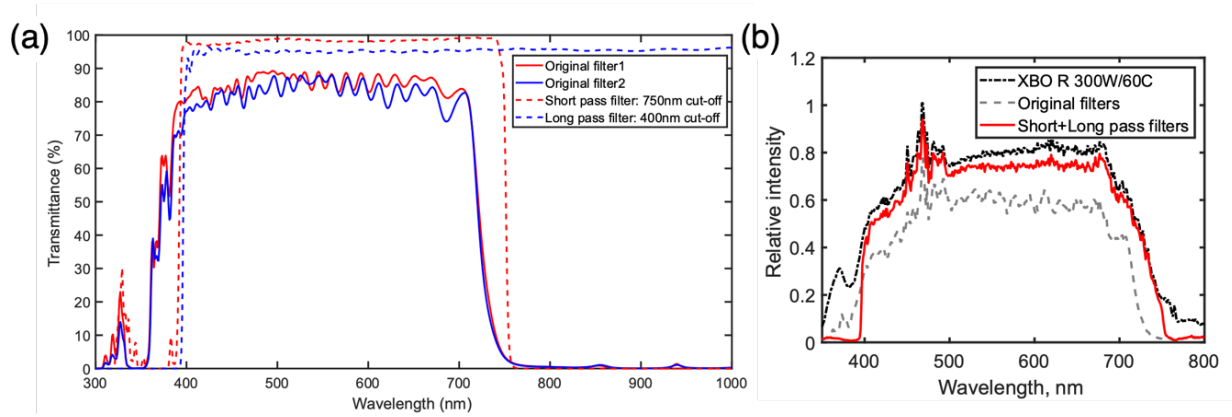 (a)
100
90
80
70
60
50
40
30
20
10
0
Transmittance (%)
300 400 500 600 700 800 900 1000
Wavelength (nm)
Original filter1
Original filter2
Short pass filter: 750nm cut-off
Long pass filter: 400nm cut-off
(b)
1.2
1
0.8
0.6
0.4
0.2
0
Relative intensity
400 500 600 700 800
Wavelength, nm
XBO R 300W/60C
Original filters
Short+Long pass filters